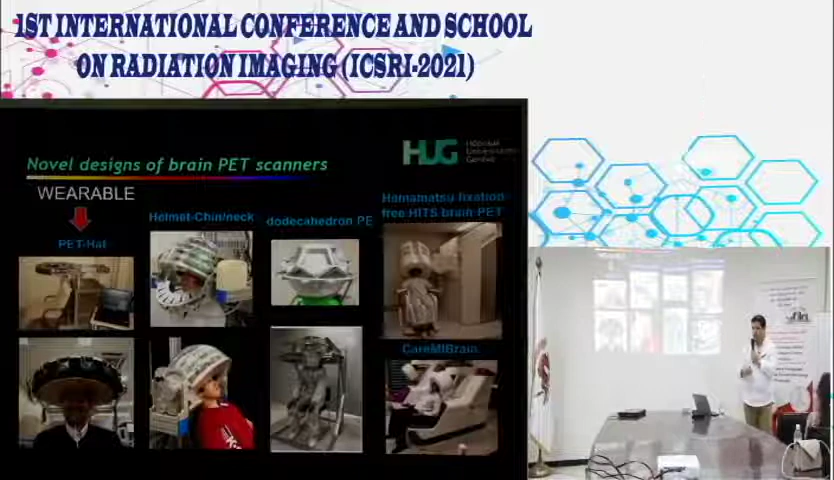 1ST INTERNATIONAL CONFERENCE AND SCHOOL
ON RADIATION IMAGING (ICSRI-2021)
Novel designs of brain PET scanners
HUG
WEARABLE
PET-Hat
Helmet-Chin/neck
dodecahedron PE
Hamamatsu fixation-
free HITS brain PET
CareMIBrain